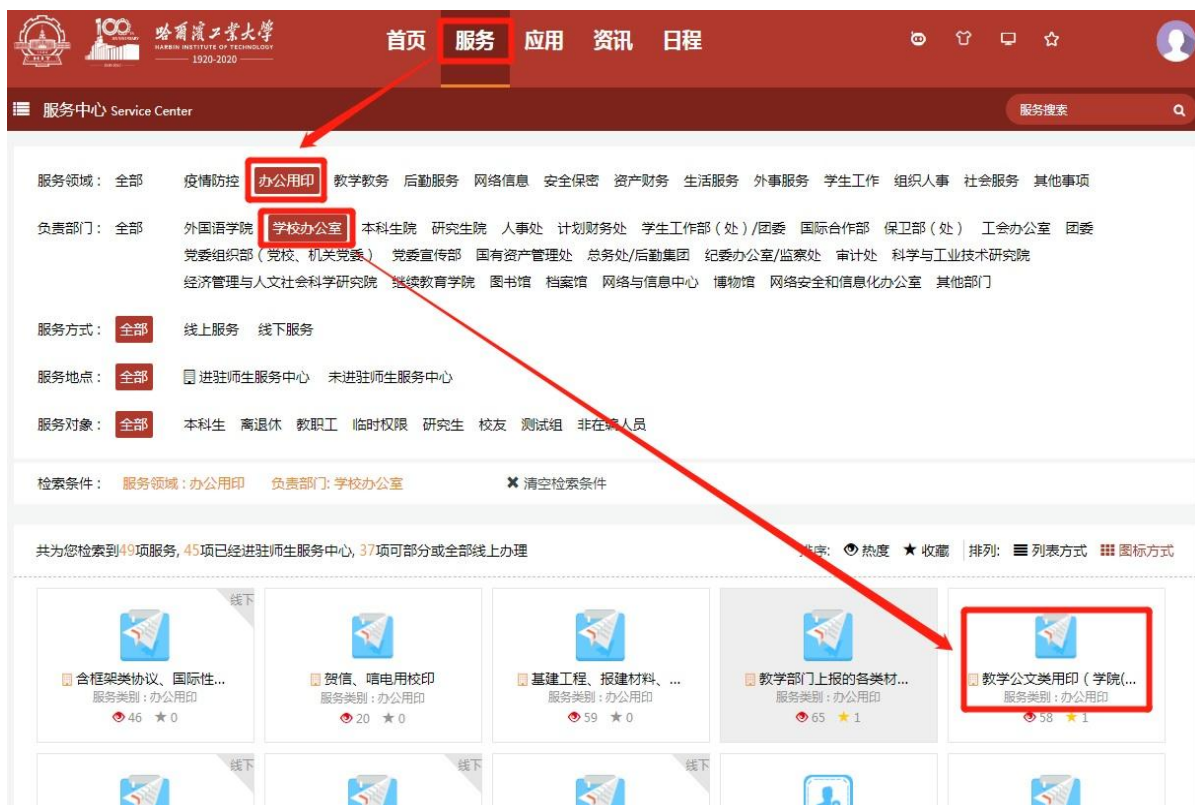 100
哈尔滨工业大学
HARBIN INSTITUTE OF TECHNOLOGY
1920-2020
首页 服务 应用 资讯 日程
服务中心 Service Center
服务搜索
服务领域： 全部 疫情防控 办公用印 教学教务 后勤服务 网络信息 安全保密 资产财务 生活服务 外事服务 学生工作 组织人事 社会服务 其他事项
负责部门： 全部 外国语学院 学校办公室 本科生院 研究生院 人事处 计划财务处 学生工作部（处）/团委 国际合作部 保卫部（处） 工会办公室 团委
党委组织部（党校、机关党委） 党委宣传部 国有资产管理处 总务处/后勤集团 纪委办公室/监察处 审计处 科学与工业技术研究院
经济管理与人文社会科学研究院 继续教育学院 图书馆 档案馆 网络与信息中心 博物馆 网络安全和信息化办公室 其他部门
服务方式： 全部 线上服务 线下服务
服务地点： 全部 进驻师生服务中心 未进驻师生服务中心
服务对象： 全部 本科生 离退休 教职工 临时权限 研究生 校友 测试组 非在编人员
检索条件： 服务领域：办公用印 负责部门: 学校办公室 清空检索条件
共为您检索到49项服务, 45项已经进驻师生服务中心, 37项可部分或全部线上办理 排序: 热度 收藏 排列: 列表方式 图标方式
线下
含框架类协议、国际性... 贺信、唁电用校印 基建工程、报建材料、... 教学部门上报的各类材... 教学公文类用印（学院(...
服务类别：办公用印 服务类别：办公用印 服务类别：办公用印 服务类别：办公用印 服务类别：办公用印
46 0 20 0 59 0 65 1 58 1
线下 线下 线下